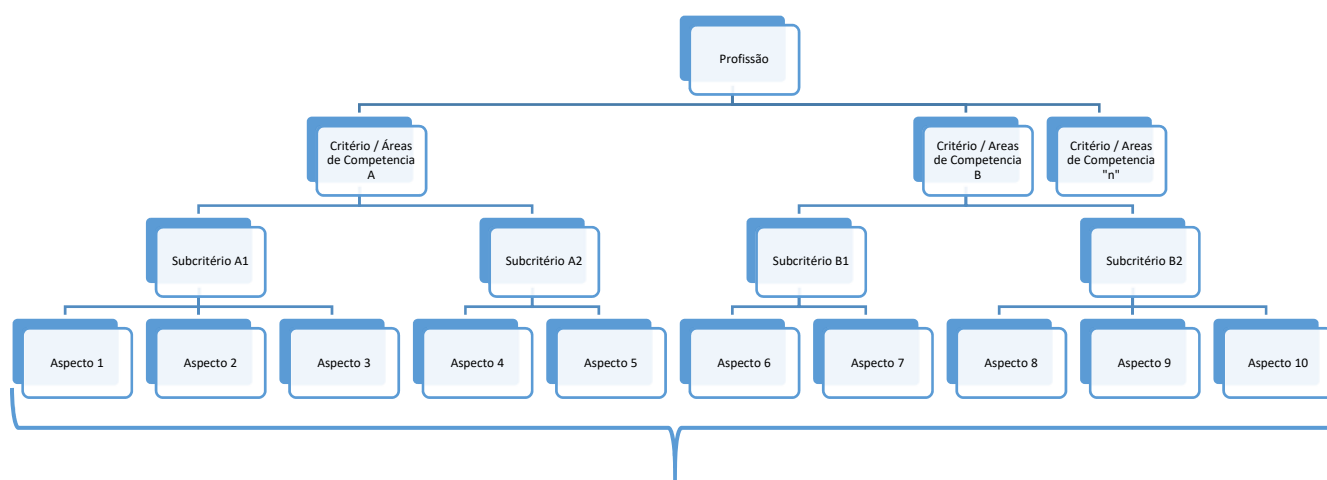 Profissão
Critério / Áreas
de Competencia
A
Critério / Areas
de Competencia
B
Critério / Areas
de Competencia
"n"
Subcritério A1
Subcritério A2
Subcritério B1
Subcritério B2
Aspecto 1
Aspecto 2
Aspecto 3
Aspecto 4
Aspecto 5
Aspecto 6
Aspecto 7
Aspecto 8
Aspecto 9
Aspecto 10